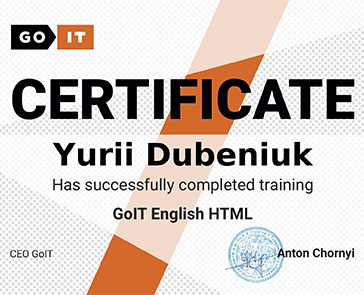 GO IT
CERTIFICATE
Yurii Dubeniuk
Has successfully completed training
GoIT English HTML
CEO GoIT
Anton Chornyi